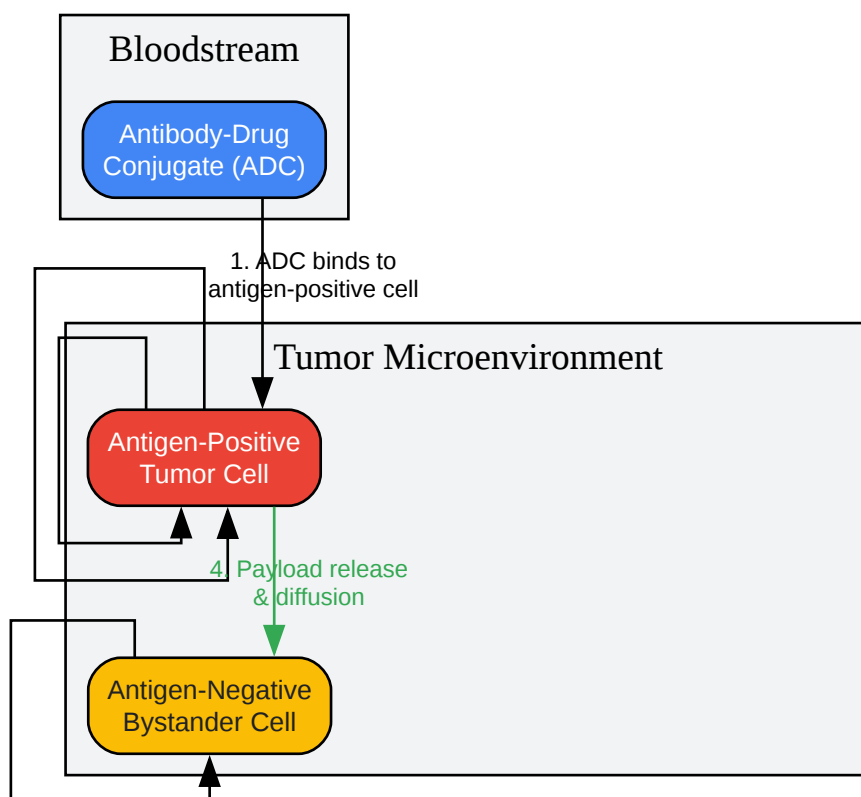 Bloodstream
Antibody-Drug
Conjugate (ADC)
1. ADC binds to
antigen-positive cell
Tumor Microenvironment
Antigen-Positive
Tumor Cell
4. Payload release
& diffusion
Antigen-Negative
Bystander Cell